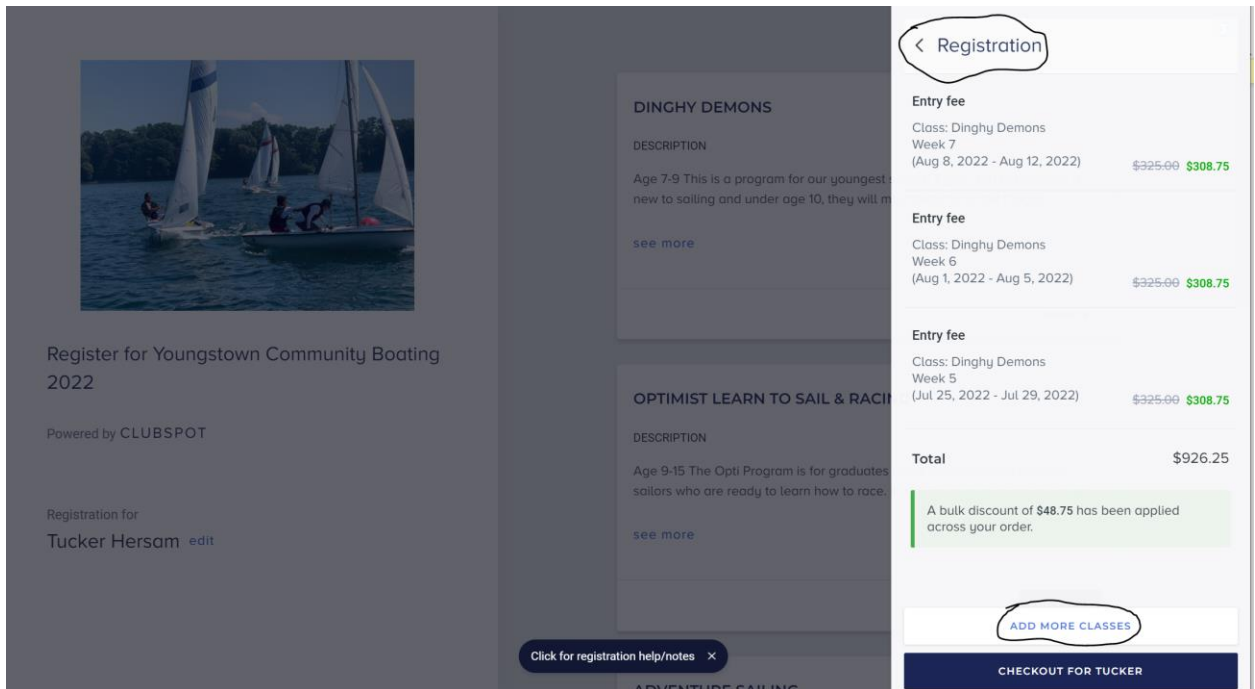 Register for Youngstown Community Boating
2022
Powered by CLUBSPOT
Registration for
Tucker Hersam edit
DINGHY DEMONS
DESCRIPTION
Age 7-9 This is a program for our youngest
new to sailing and under age 10, they will
see more
OPTIMIST LEARN TO SAIL &
DESCRIPTION
Age 9-15 The Opti Program is for graduates
sailors who are ready to learn how to race.
see more
ADVENTURE SAILING
Click for registration help/notes ×
< Registration
Entry fee
Class: Dinghy Demons
Week 7
(Aug 8, 2022 - Aug 12, 2022) $325.00 $308.75
Entry fee
Class: Dinghy Demons
Week 6
(Aug 1, 2022 - Aug 5, 2022) $325.00 $308.75
Entry fee
Class: Dinghy Demons
Week 5
(Jul 25, 2022 - Jul 29, 2022) $325.00 $308.75
Total $926.25
A bulk discount of $48.75 has been applied
across your order.
ADD MORE CLASSES
CHECKOUT FOR TUCKER